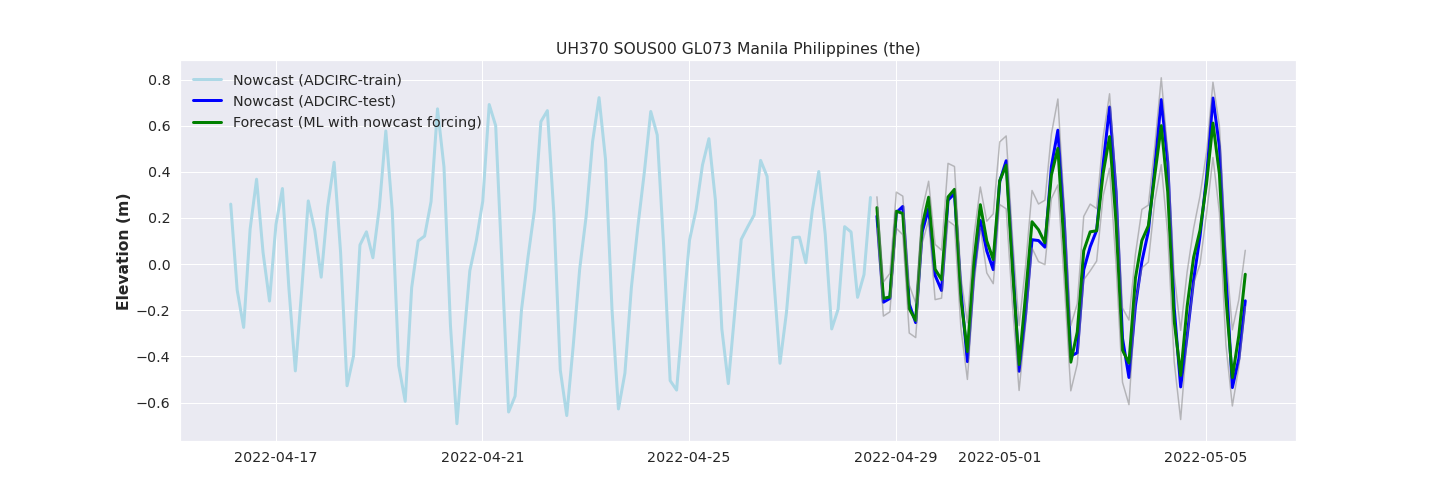 UH370 SOUS00 GL073 Manila Philippines (the)
Nowcast (ADCIRC-train)
Nowcast (ADCIRC-test)
Forecast (ML with nowcast forcing)
Elevation (m)
0.8
0.6
0.4
0.2
0.0
−0.2
−0.4
−0.6
2022-04-17
2022-04-21
2022-04-25
2022-04-29
2022-05-01
2022-05-05